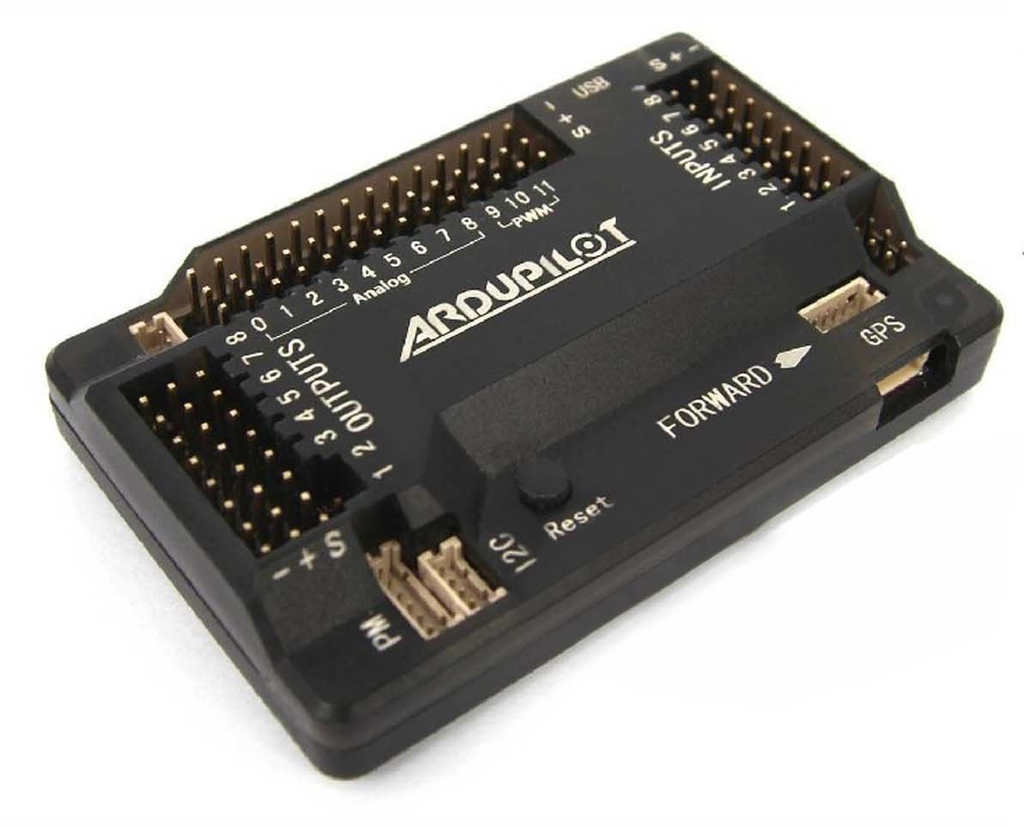 S + -
USB
- + S
8 7 6 5 4 3 2 1
INPUTS
0 1 2 3 4 5 6 7 8 9 10 11
Analog
PWM
ARDUPILOT
8 7 6 5 4 3 2 1
OUTPUTS
GPS
FORWARD
Reset
I2C
S + -
PM